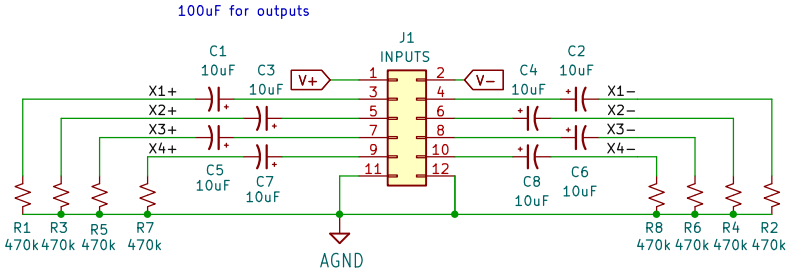 100uF for outputs
J1
INPUTS
C1
10uF
C3
10uF
C4
10uF
C2
10uF
V+
1
2
V-
X1+
3
4
X1-
X2+
5
6
X2-
X3+
7
8
X3-
X4+
9
10
X4-
11
12
C5
10uF
C7
10uF
C8
10uF
C6
10uF
R1
470k
R3
470k
R5
470k
R7
470k
R8
470k
R6
470k
R4
470k
R2
470k
AGND